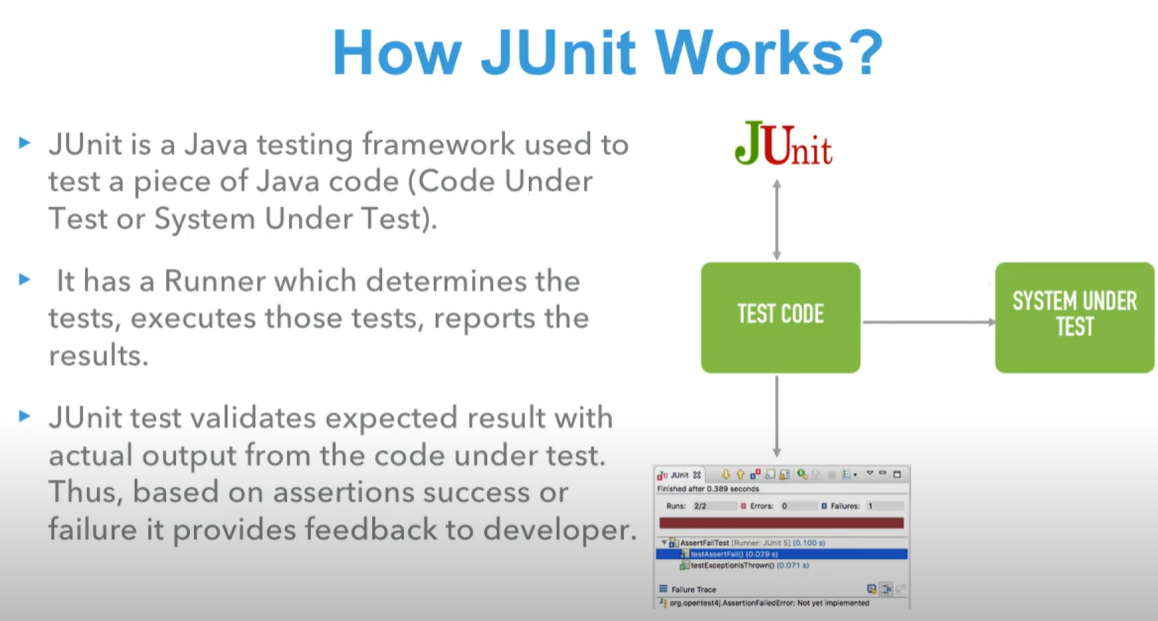 How JUnit Works?
JUnit is a Java testing framework used to
test a piece of Java code (Code Under
Test or System Under Test).
It has a Runner which determines the
tests, executes those tests, reports the
results.
JUnit test validates expected result with
actual output from the code under test.
Thus, based on assertions success or
failure it provides feedback to developer.
JUnit
TEST CODE
SYSTEM UNDER
TEST
JUnit
Finished after 0.389 seconds
Runs: 2/2 Errors: 0 Failures: 1
AssertFailTest [Runner: JUnit 5] (0.100 s)
testAssertFail() (0.029 s)
testExceptionIsThrown() (0.071 s)
Failure Trace
org.opentest4j.AssertionFailedError: Not yet implemented